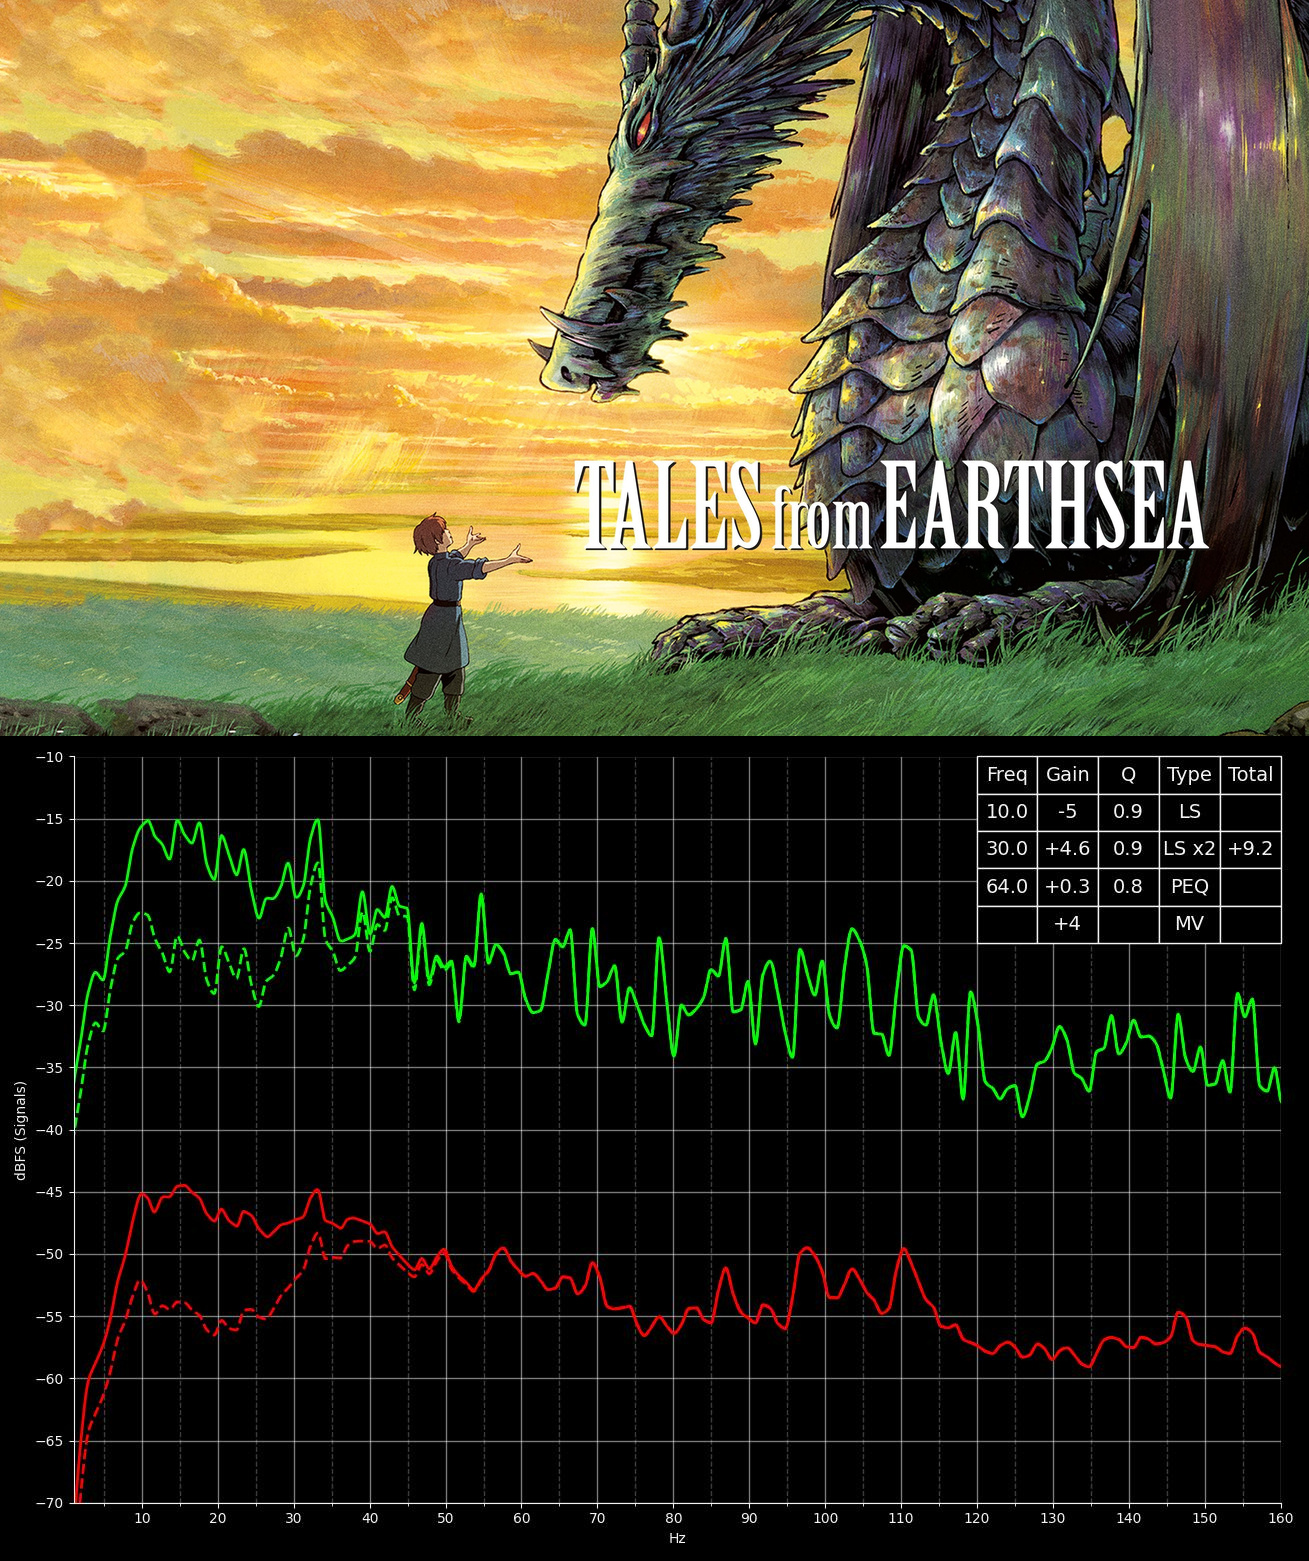 TALES from EARTHSEA
Freq Gain Q Type Total
10.0 -5 0.9 LS
30.0 +4.6 0.9 LS x2 +9.2
64.0 +0.3 0.8 PEQ
+4 MV
−10
−15
−20
−25
−30
−35
−40
−45
−50
−55
−60
−65
−70
dBFS (Signals)
10 20 30 40 50 60 70 80 90 100 110 120 130 140 150 160
Hz